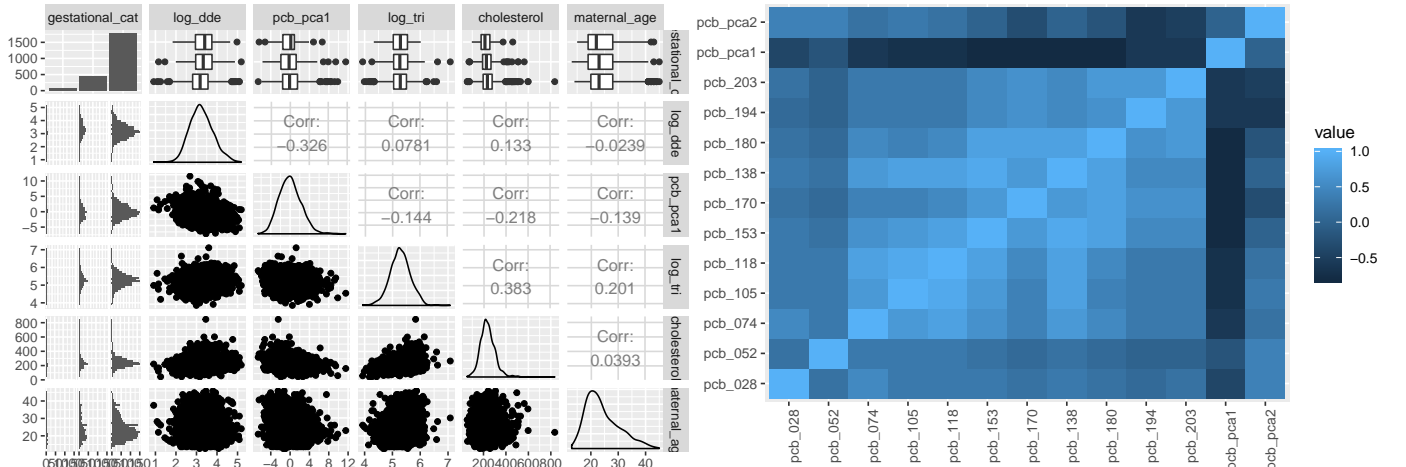 gestational_cat log_dde pcb_pca1 log_tri cholesterol maternal_age
1500
1000
500
0
5
4
3
2
1
log_dde
Corr:
−0.326
Corr:
0.0781
Corr:
0.133
Corr:
−0.0239
10
5
0
−5
pcb_pca1
Corr:
−0.144
Corr:
−0.218
Corr:
−0.139
7
6
5
4
log_tri
Corr:
0.383
Corr:
0.201
800
600
400
200
0
cholesterol
Corr:
0.0393
40
30
20
2 3 4 5
−4 0 4 8 12
4 5 6 7
200 400 600 800
20 30 40
pcb_pca2
pcb_pca1
pcb_203
pcb_194
pcb_180
pcb_138
pcb_170
pcb_153
pcb_118
pcb_105
pcb_074
pcb_052
pcb_028
pcb_028 pcb_052 pcb_074 pcb_105 pcb_118 pcb_153 pcb_170 pcb_138 pcb_180 pcb_194 pcb_203 pcb_pca1 pcb_pca2
value
1.0
0.5
0.0
−0.5